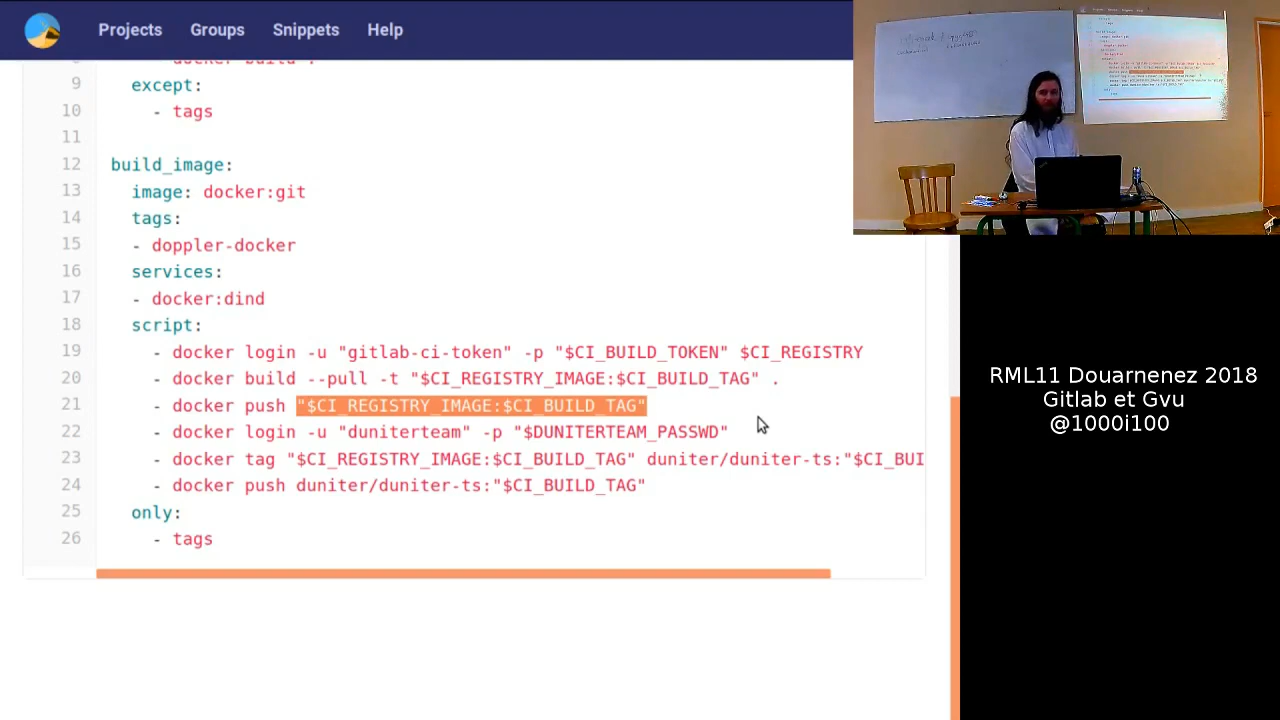 Projects Groups Snippets Help
9 except:
10 - tags
11
12 build_image:
13 image: docker:git
14 tags:
15 - doppler-docker
16 services:
17 - docker:dind
18 script:
19 - docker login -u "gitlab-ci-token" -p "$CI_BUILD_TOKEN" $CI_REGISTRY
20 - docker build --pull -t "$CI_REGISTRY_IMAGE:$CI_BUILD_TAG" .
21 - docker push "$CI_REGISTRY_IMAGE:$CI_BUILD_TAG"
22 - docker login -u "duniterteam" -p "$DUNITERTEAM_PASSWD"
23 - docker tag "$CI_REGISTRY_IMAGE:$CI_BUILD_TAG" duniter/duniter-ts:"$CI_BUI
24 - docker push duniter/duniter-ts:"$CI_BUILD_TAG"
25 only:
26 - tags
RML11 Douarnenez 2018
Gitlab et Gvu
@1000i100